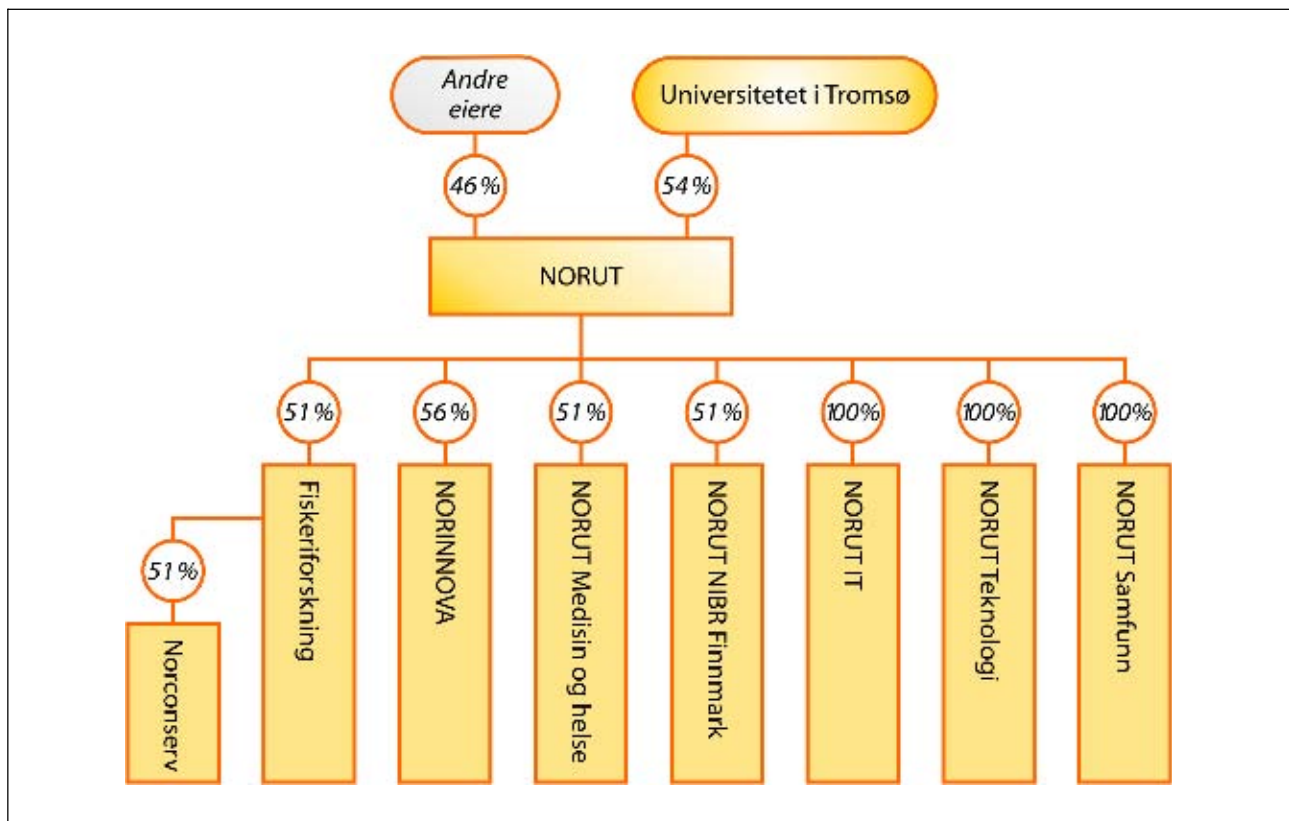 Andre
eiere
Universitetet i Tromsø
46%
54%
NORUT
51%
56%
51%
51%
100%
100%
100%
Fiskeriforskning
NORINNOVA
NORUT Medisin og helse
NORUT NIBR Finnmark
NORUT IT
NORUT Teknologi
NORUT Samfunn
51%
Norconserv